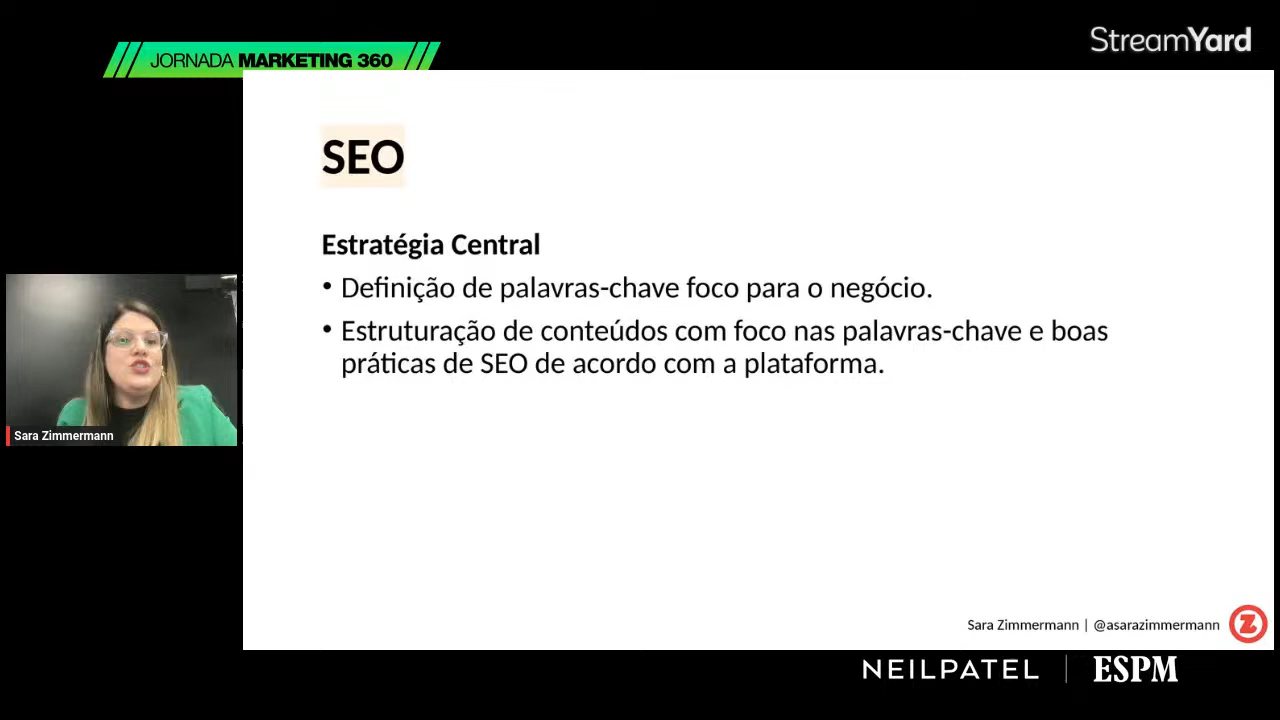 JORNADA MARKETING 360
StreamYard
SEO
Estratégia Central
• Definição de palavras-chave foco para o negócio.
• Estruturação de conteúdos com foco nas palavras-chave e boas
práticas de SEO de acordo com a plataforma.
Sara Zimmermann
Sara Zimmermann | @asarazimmermann
Z
NEILPATEL | ESPM